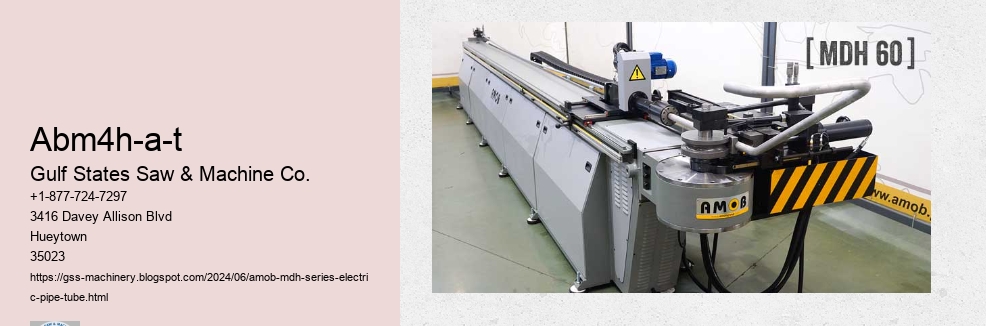 Abm4h-a-t
Gulf States Saw & Machine Co.
+1-877-724-7297
3416 Davey Allison Blvd
Hueytown
35023
https://gss-machinery.blogspot.com/2024/06/amob-mdh-series-electri
c-pipe-tube.html
[MDH 60]
AMOB
AMOB
www.amob.